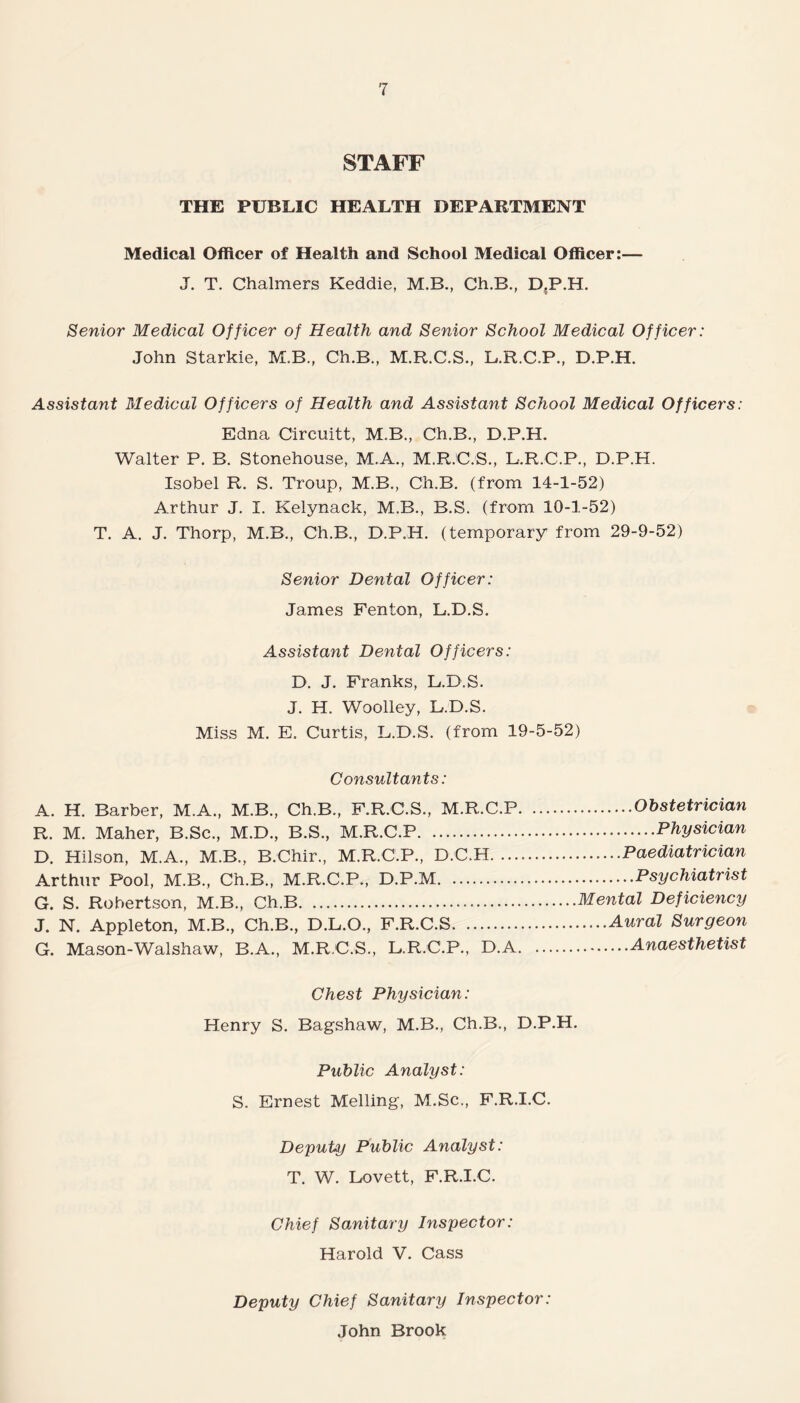 7
STAFF
THE PUBLIC HEALTH DEPARTMENT
Medical Officer of Health and School Medical Officer:—
J. T. Chalmers Keddie, M.B., Ch.B., D.P.H.
Senior Medical Officer of Health and Senior School Medical Officer:
John Starkie, M.B., Ch.B., M.R.C.S., L.R.C.P., D.P.H.
Assistant Medical Officers of Health and Assistant School Medical Officers:
Edna Circuitt, M.B., Ch.B., D.P.H.
Walter P. B. Stonehouse, M.A., M.R.C.S., L.R.C.P., D.P.H.
Isobel R. S. Troup, M.B., Ch.B. (from 14-1-52)
Arthur J. I. Kelynack, M.B., B.S. (from 10-1-52)
T. A. J. Thorp, M.B., Ch.B., D.P.H. (temporary from 29-9-52)
Senior Dental Officer:
James Fenton, L.D.S.
Assistant Dental Officers:
D. J. Franks, L.D.S.
J. H. Woolley, L.D.S.
Miss M. E. Curtis, L.D.S. (from 19-5-52)
Consultants:
A. H. Barber, M.A., M.B., Ch.B., F.R.C.S., M.R.C.P. ..................Obstetrician
R. M. Maher, B.Sc., M.D., B.S., M.R.C.P. ..................Physician
D. Hilson, M.A., M.B., B.Chir., M.R.C.P., D.C.H. ..................Paediatrician
Arthur Pool, M.B., Ch.B., M.R.C.P., D.P.M. ..................Psychiatrist
G. S. Robertson, M.B., Ch.B. ..................Mental Deficiency
J. N. Appleton, M.B., Ch.B., D.L.O., F.R.C.S. ..................Aural Surgeon
G. Mason-Walshaw, B.A., M.R.C.S., L.R.C.P., D.A. ..................Anaesthetist
Chest Physician:
Henry S. Bagshaw, M.B., Ch.B., D.P.H.
Public Analyst:
S. Ernest Melling, M.Sc., F.R.I.C.
Deputy Public Analyst:
T. W. Lovett, F.R.I.C.
Chief Sanitary Inspector:
Harold V. Cass
Deputy Chief Sanitary Inspector:
John Brook